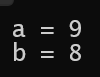 a = 9
b = 8